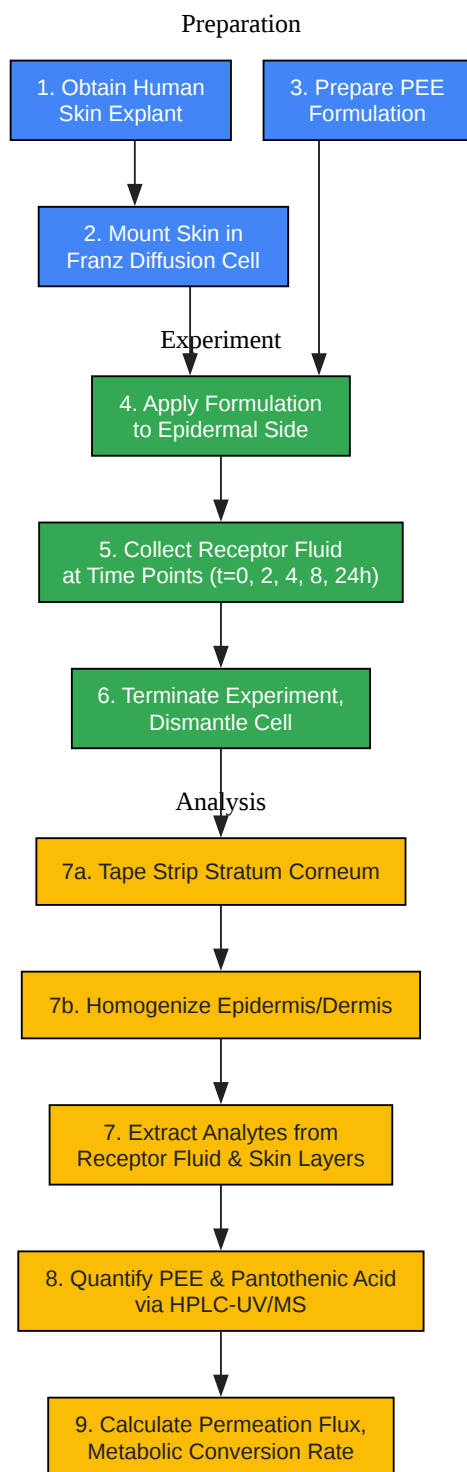 Preparation
1. Obtain Human
Skin Explant
3. Prepare PEE
Formulation
2. Mount Skin in
Franz Diffusion Cell
Experiment
4. Apply Formulation
to Epidermal Side
5. Collect Receptor Fluid
at Time Points (t=0, 2, 4, 8, 24h)
6. Terminate Experiment,
Dismantle Cell
Analysis
7a. Tape Strip Stratum Corneum
7b. Homogenize Epidermis/Dermis
7. Extract Analytes from
Receptor Fluid & Skin Layers
8. Quantify PEE & Pantothenic Acid
via HPLC-UV/MS
9. Calculate Permeation Flux,
Metabolic Conversion Rate